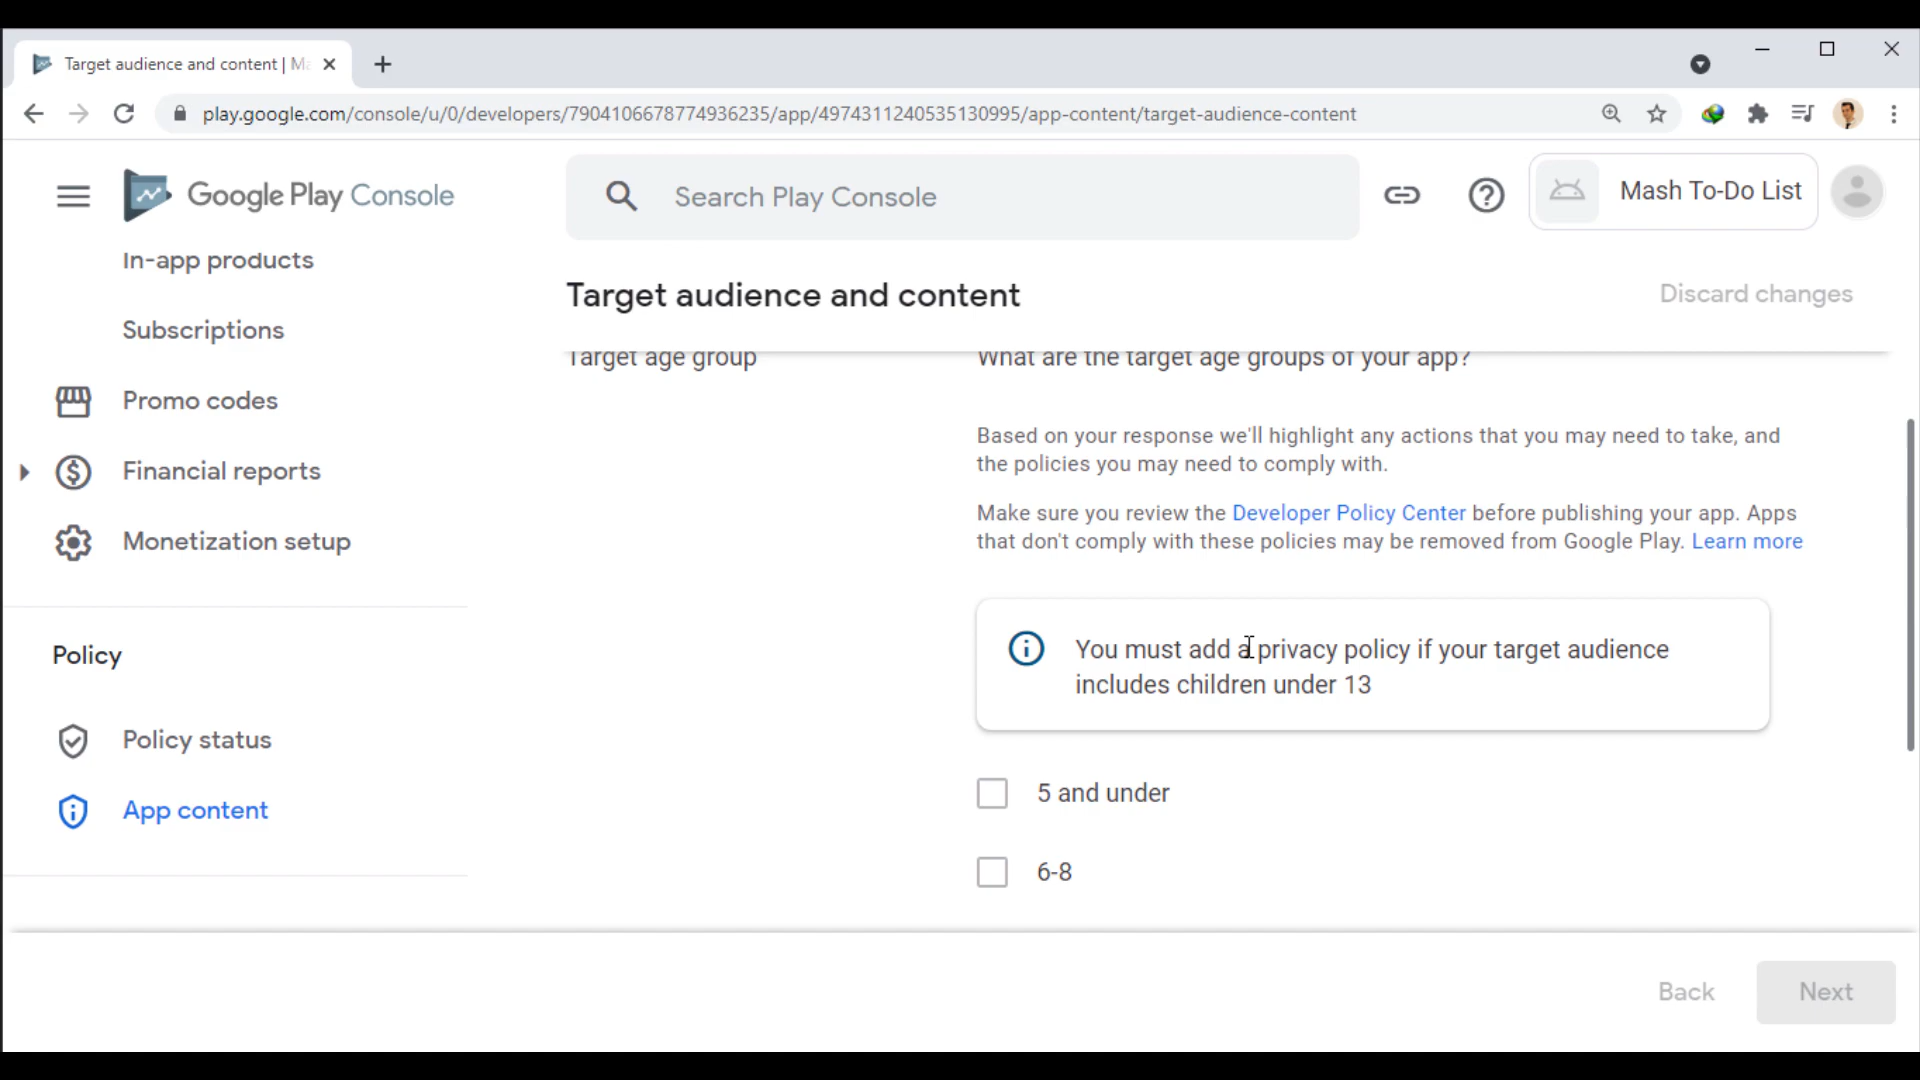 Target audience and content | Ma
play.google.com/console/u/0/developers/7904106678774936235/app/4974311240535130995/app-content/target-audience-content
Google Play Console
Search Play Console
Mash To-Do List
In-app products
Target audience and content
Discard changes
Subscriptions
Target age group
What are the target age groups of your app?
Promo codes
Based on your response we'll highlight any actions that you may need to take, and
the policies you may need to comply with.
Financial reports
Make sure you review the Developer Policy Center before publishing your app. Apps
that don't comply with these policies may be removed from Google Play. Learn more
Monetization setup
Policy
You must add a privacy policy if your target audience
includes children under 13
Policy status
5 and under
App content
6-8
Back
Next